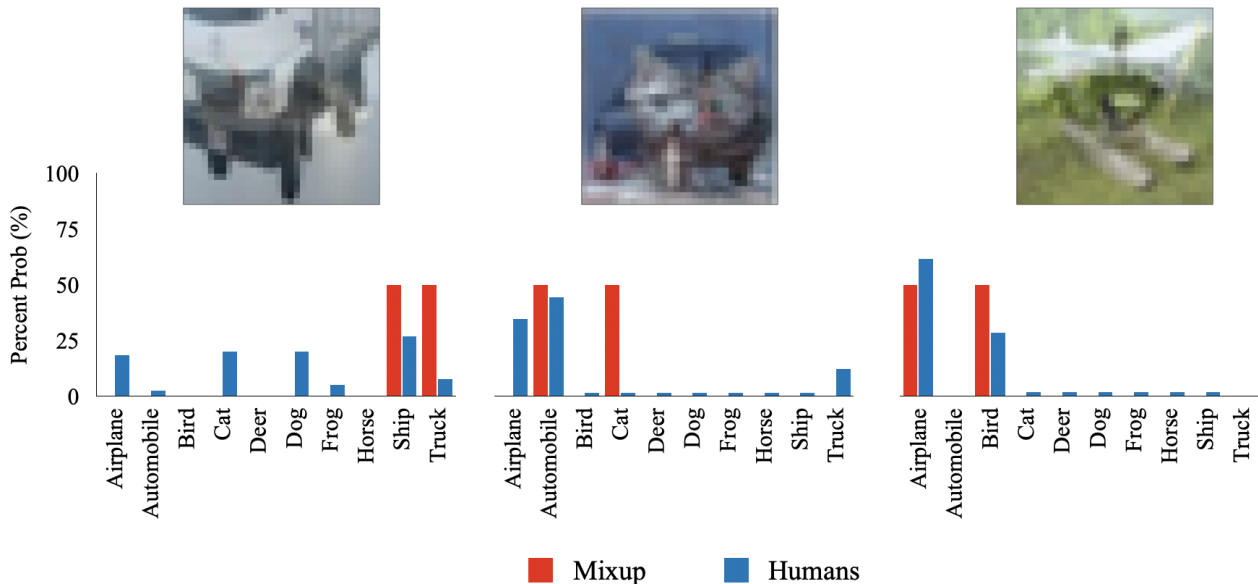 Percent Prob (%)
100
75
50
25
0
Airplane
Automobile
Bird
Cat
Deer
Dog
Frog
Horse
Ship
Truck
Airplane
Automobile
Bird
Cat
Deer
Dog
Frog
Horse
Ship
Truck
Airplane
Automobile
Bird
Cat
Deer
Dog
Frog
Horse
Ship
Truck
Mixup
Humans